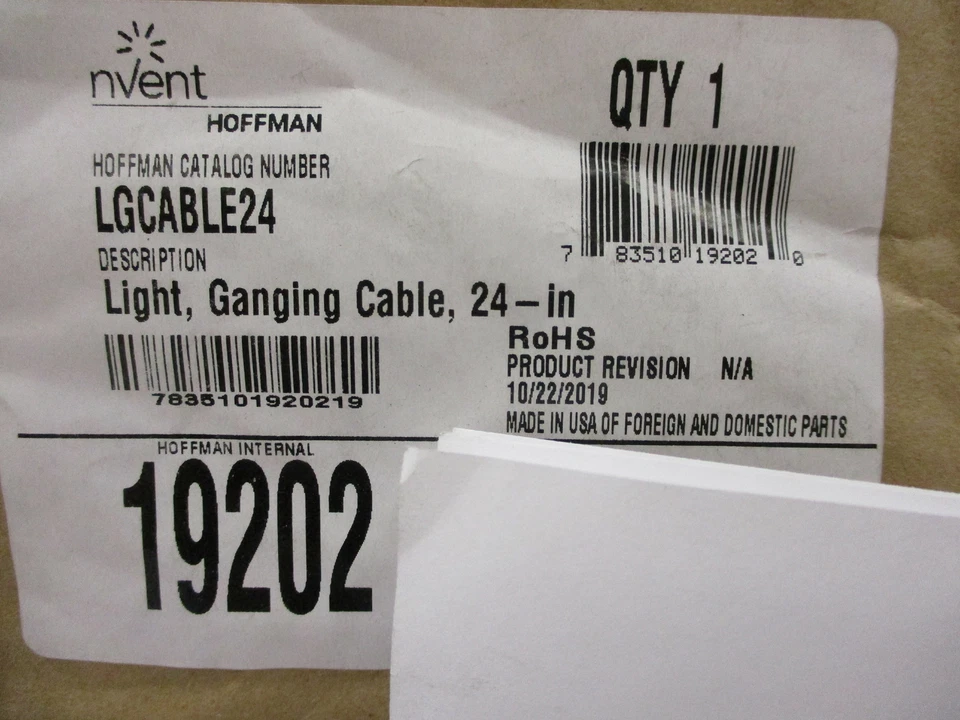 nVent
HOFFMAN
QTY 1
HOFFMAN CATALOG NUMBER
LGCABLE24
DESCRIPTION
Light, Ganging Cable, 24-in
7 83510 19202 0
7835101920219
RoHS
PRODUCT REVISION N/A
10/22/2019
MADE IN USA OF FOREIGN AND DOMESTIC PARTS
HOFFMAN INTERNAL
19202